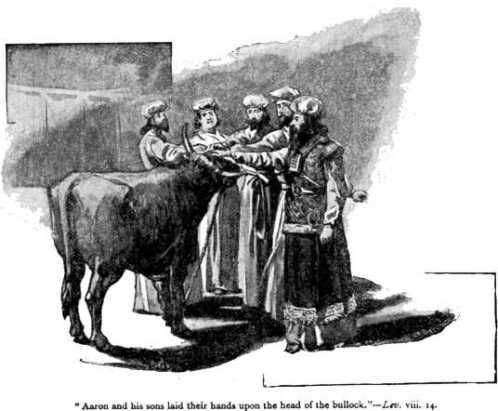 "Aaron and his sons laid their hands upon the head of the bullock."—Lev. viii. 14.